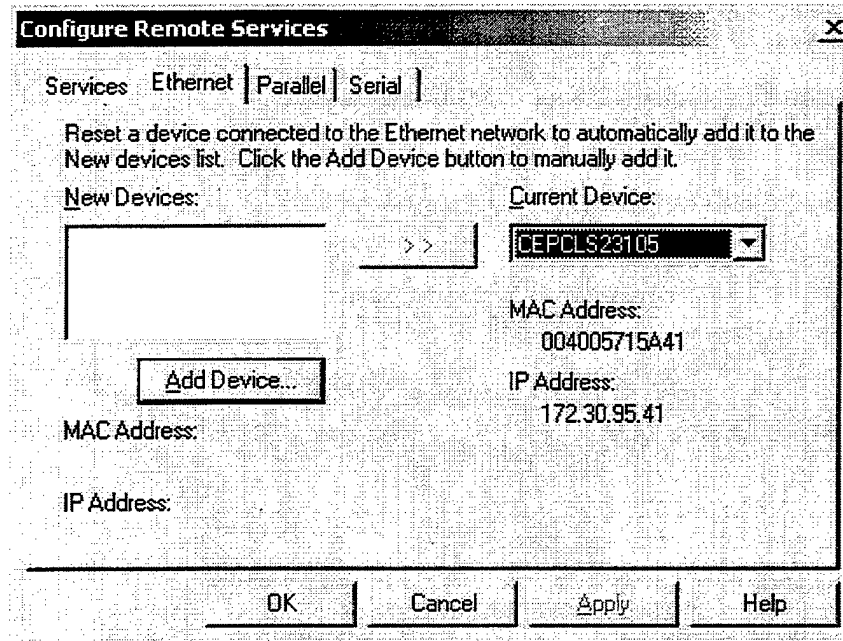 Configure Remote Services
Services Ethernet Parallel Serial
Reset a device connected to the Ethernet network to automatically add it to the
New devices list. Click the Add Device button to manually add it.
New Devices:
Current Device:
>>
CEPCLS23105
MAC Address:
004005715A41
Add Device...
IP Address:
172.30.95.41
MAC Address:
IP Address:
OK Cancel Apply Help